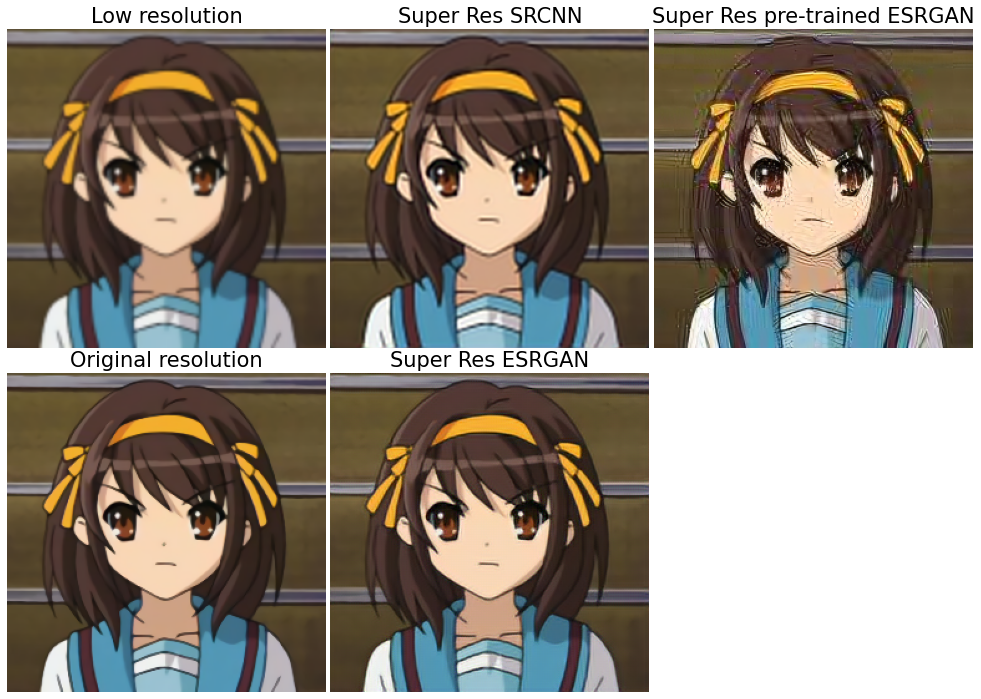 Low resolution
Super Res SRCNN
Super Res pre-trained ESRGAN
Original resolution
Super Res ESRGAN